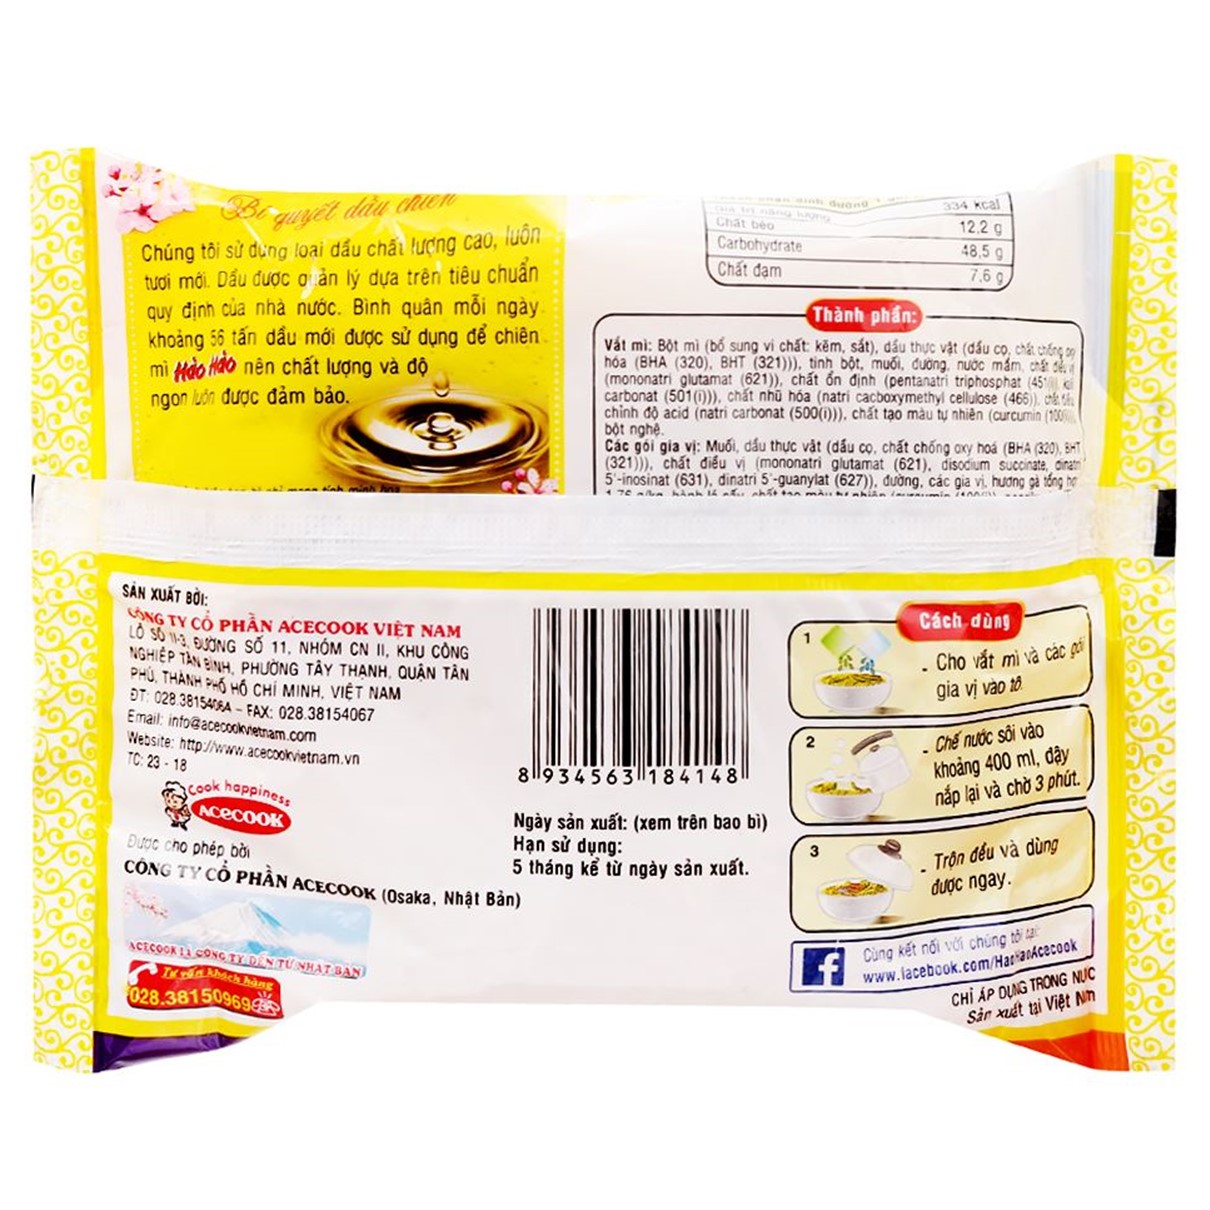 Bí quyết dầu chiên
Chúng tôi sử dụng loại dầu chất lượng cao, luôn
tươi mới. Dầu được quản lý dựa trên tiêu chuẩn
quy định của nhà nước. Bình quân mỗi ngày
khoảng 56 tấn dầu mới được sử dụng để chiên
mì Hảo Hảo nên chất lượng và độ
ngon luôn được đảm bảo.
334 kcal
Chất béo 12,2 g
Carbohydrate 48,5 g
Chất đạm 7,6 g
Thành phần:
Vắt mì: Bột mì (bổ sung vi chất: kẽm, sắt), dầu thực vật (dầu cọ, chất chống oxy
hóa (BHA (320), BHT (321))), tinh bột, muối, đường, nước mắm, chất điều vị
(mononatri glutamat (621)), chất ổn định (pentanatri triphosphat (451(i)), kali
carbonat (501(i))), chất nhũ hóa (natri cacboxymethyl cellulose (466)), chất điều
chỉnh độ acid (natri carbonat (500(i))), chất tạo màu tự nhiên (curcumin (100(i))),
bột nghệ.
Các gói gia vị: Muối, dầu thực vật (dầu cọ, chất chống oxy hoá (BHA (320), BHT
(321))), chất điều vị (mononatri glutamat (621), disodium succinate, dinatri
5'-inosinat (631), dinatri 5'-guanylat (627)), đường, các gia vị, hương gà tổng hợp
SẢN XUẤT BỞI:
CÔNG TY CỔ PHẦN ACECOOK VIỆT NAM
LÔ SỐ II-3, ĐƯỜNG SỐ 11, NHÓM CN II, KHU CÔNG
NGHIỆP TÂN BÌNH, PHƯỜNG TÂY THẠNH, QUẬN TÂN
PHÚ, THÀNH PHỐ HỒ CHÍ MINH, VIỆT NAM
ĐT: 028.38154064 - FAX: 028.38154067
Email: info@acecookvietnam.com
Website: http://www.acecookvietnam.vn
TC: 23 - 18
Cook happiness
ACECOOK
Được cho phép bởi
CÔNG TY CỔ PHẦN ACECOOK (Osaka, Nhật Bản)
ACECOOK LÀ CÔNG TY ĐẾN TỪ NHẬT BẢN
Tư vấn khách hàng
028.38150969
8 934563 184148
Ngày sản xuất: (xem trên bao bì)
Hạn sử dụng:
5 tháng kể từ ngày sản xuất.
Cách dùng
1
- Cho vắt mì và các gói
gia vị vào tô.
2
- Chế nước sôi vào
khoảng 400 ml, đậy
nắp lại và chờ 3 phút.
3
- Trộn đều và dùng
được ngay.
f
Cùng kết nối với chúng tôi tại:
www.facebook.com/HaoHaoAcecook
CHỈ ÁP DỤNG TRONG NƯỚC
Sản xuất tại Việt Nam